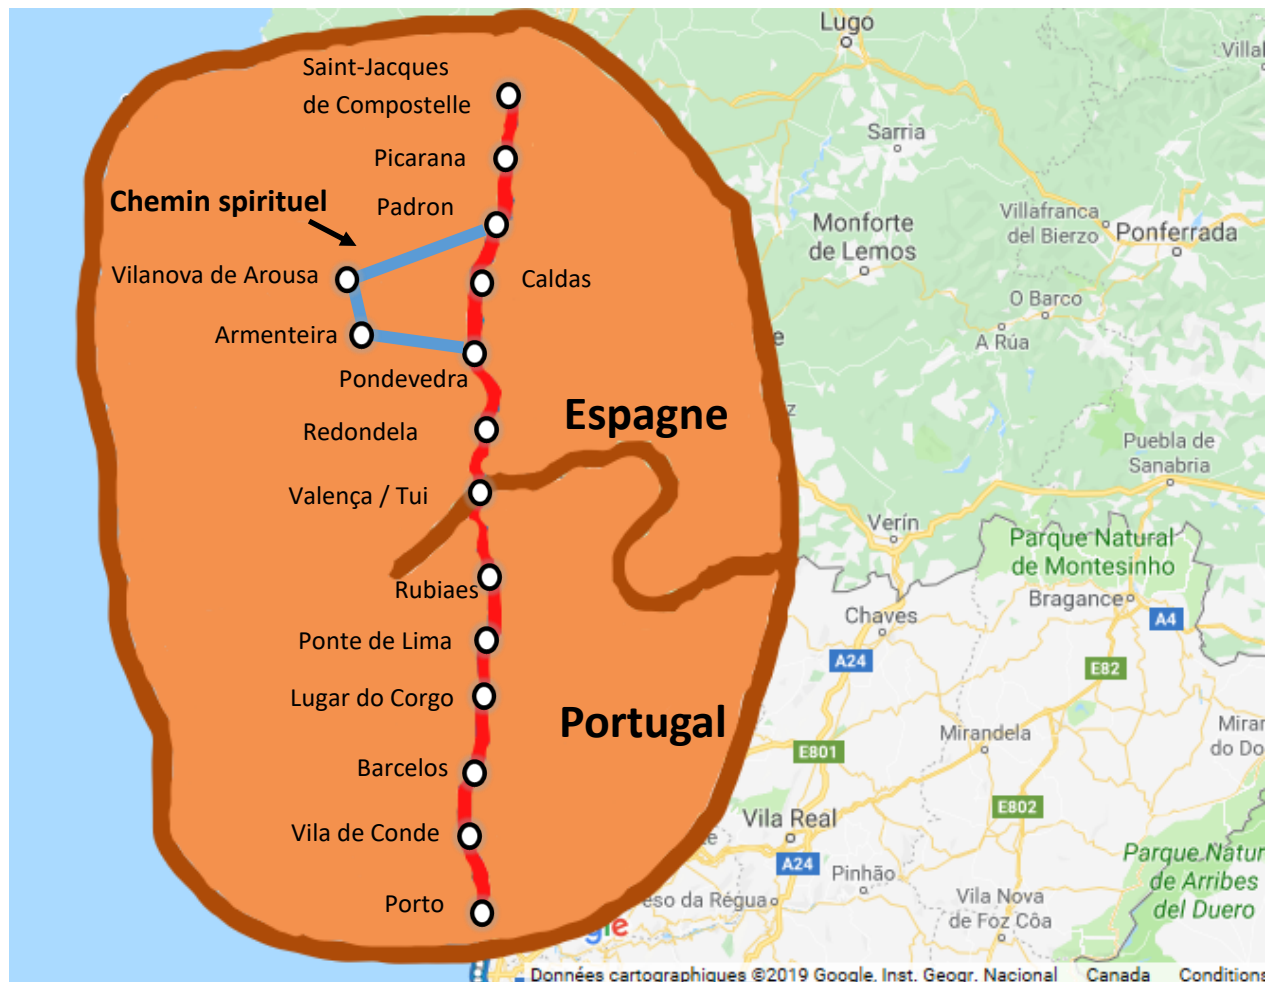 Saint-Jacques
de Compostelle
Picarana
Padron
Chemin spirituel
Vilanova de Arousa
Caldas
Armenteira
Pondevedra
Redondela
Espagne
Valença / Tui
Rubiaes
Ponte de Lima
Lugar do Corgo
Portugal
Barcelos
Vila de Conde
Porto
Lugo
Sarria
Monforte
de Lemos
Villafranca
del Bierzo
Ponferrada
O Barco
A Rúa
Puebla de
Sanabria
Verín
Parque Natural
de Montesinho
Bragance
Chaves
A4
A24
E82
Mirandela
E801
E802
Vila Real
A24
Pinhão
eso da Régua
Vila Nova
de Foz Côa
Parque Natur
de Arribes
del Duero
Données cartographiques ©2019 Google, Inst. Geogr. Nacional Canada Conditions